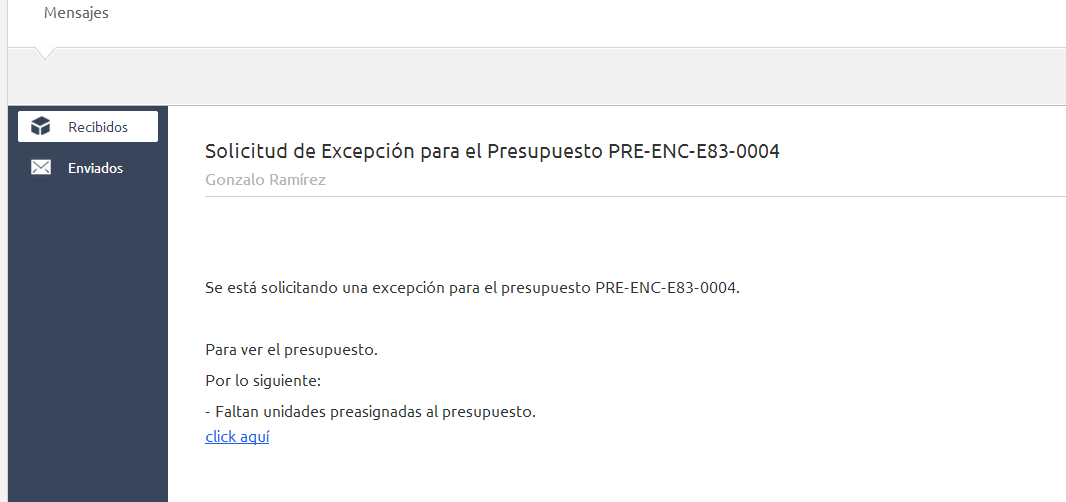 Mensajes
Recibidos
Enviados
Solicitud de Excepción para el Presupuesto PRE-ENC-E83-0004
Gonzalo Ramírez
Se está solicitando una excepción para el presupuesto PRE-ENC-E83-0004.
Para ver el presupuesto.
Por lo siguiente:
- Faltan unidades preasignadas al presupuesto.
click aquí